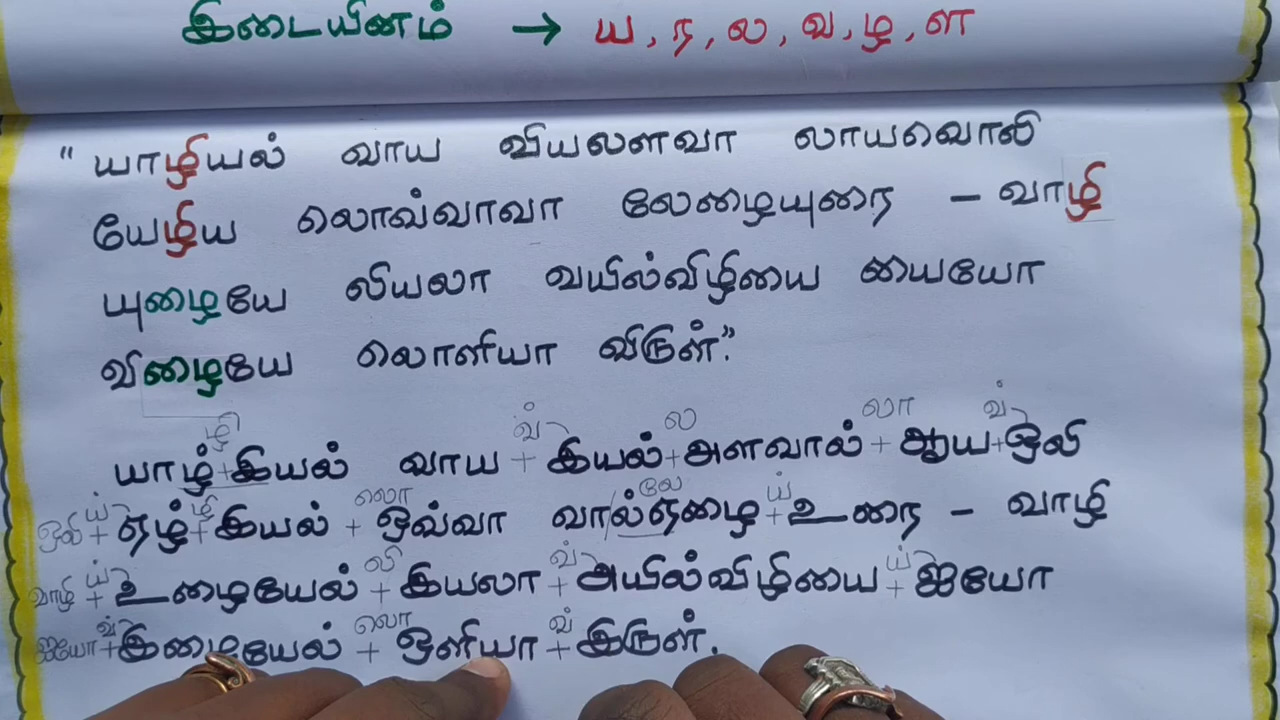 இடையினம் → ய, ந, ல, வ, ழ, ள
" யாழியல் வாய வியலளவா லாயவொலி
யேழிய லொவ்வாவா லேழையுரை – வாழி
யுழையே லியலா வயில்விழியை யையோ
விழையே லொளியா விருள்".
ழி வ் ல லா வ்
யாழ்+இயல் வாய + இயல்+அளவால் + ஆய+ஒலி
ய் ழி லொ லே ய்
ஒலி + ஏழ்+இயல் + ஒவ்வா வால்ஏழை + உரை – வாழி
ய் லி வ் ய்
வாழி + உழையேல் + இயலா + அயில்விழியை + ஐயோ
வ் லொ வ்
ஐயோ + இழையேல் + ஒளியா + இருள்.